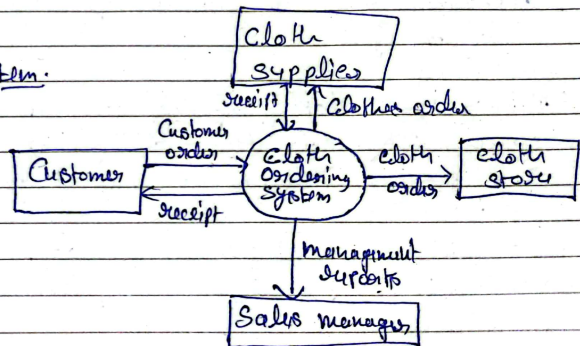 Cloth
supplier
tem.
receipt
Clothes order
Customer
order
Customer
Cloth
Ordering
System
cloth
order
cloth
store
receipt
management
reports
Sales manager